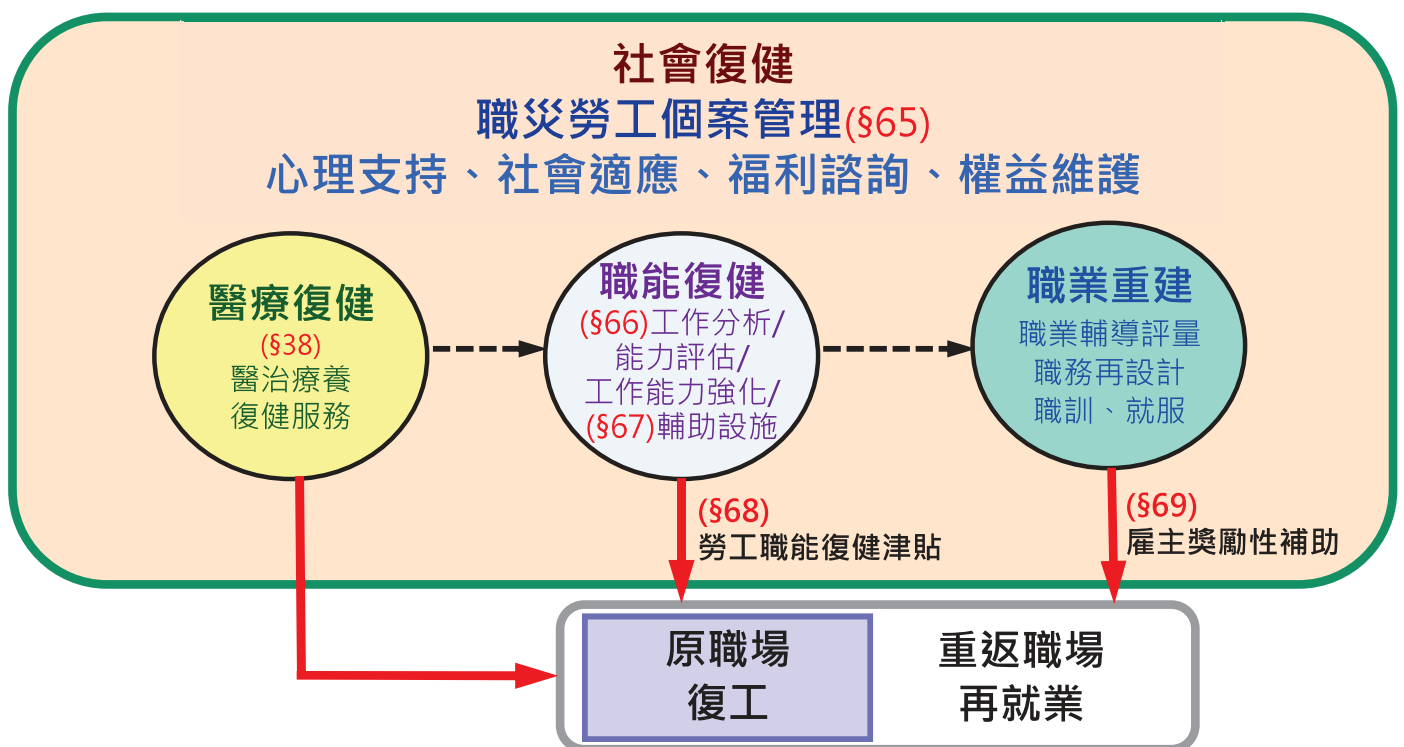 社會復健
職災勞工個案管理(§65)
心理支持、社會適應、福利諮詢、權益維護
醫療復健
(§38)
醫治療養
復健服務
職能復健
(§66)工作分析/
能力評估/
工作能力強化/
(§67)輔助設施
職業重建
職業輔導評量
職務再設計
職訓、就服
(§68)
勞工職能復健津貼
(§69)
雇主獎勵性補助
原職場
復工
重返職場
再就業